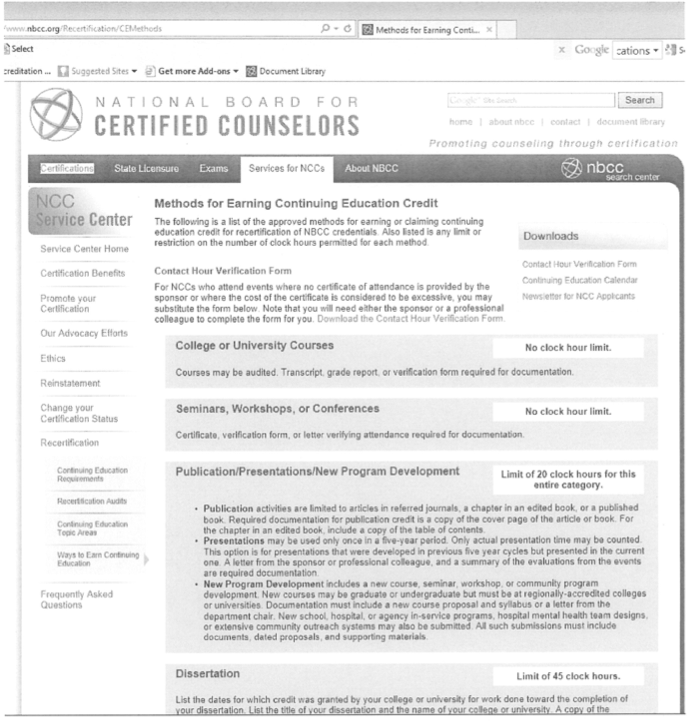 /www.nbcc.org/Recertification/CEMethods
Methods for Earning Conti... ×
Select
× Google
cations ▾
creditation ...
Suggested Sites ▾
Get more Add-ons ▾
Document Library
NATIONAL BOARD FOR
CERTIFIED COUNSELORS
Google Site Search
Search
home | about nbcc | contact | document library
Promoting counseling through certification
Certifications
State Licensure
Exams
Services for NCCs
About NBCC
nbcc
search center
NCC
Service Center
Service Center Home
Certification Benefits
Promote your
Certification
Our Advocacy Efforts
Ethics
Reinstatement
Change your
Certification Status
Recertification
Continuing Education
Requirements
Recertification Audits
Continuing Education
Topic Areas
Ways to Earn Continuing
Education
Frequently Asked
Questions
Methods for Earning Continuing Education Credit
The following is a list of the approved methods for earning or claiming continuing
education credit for recertification of NBCC credentials. Also listed is any limit or
restriction on the number of clock hours permitted for each method.
Contact Hour Verification Form
For NCCs who attend events where no certificate of attendance is provided by the
sponsor or where the cost of the certificate is considered to be excessive, you may
substitute the form below. Note that you will need either the sponsor or a professional
colleague to complete the form for you. Download the Contact Hour Verification Form.
Downloads
Contact Hour Verification Form
Continuing Education Calendar
Newsletter for NCC Applicants
College or University Courses
No clock hour limit.
Courses may be audited. Transcript, grade report, or verification form required for documentation.
Seminars, Workshops, or Conferences
No clock hour limit.
Certificate, verification form, or letter verifying attendance required for documentation.
Publication/Presentations/New Program Development
Limit of 20 clock hours for this
entire category.
• Publication activities are limited to articles in referred journals, a chapter in an edited book, or a published
book. Required documentation for publication credit is a copy of the cover page of the article or book. For
the chapter in an edited book, include a copy of the table of contents.
• Presentations may be used only once in a five-year period. Only actual presentation time may be counted.
This option is for presentations that were developed in previous five year cycles but presented in the current
one. A letter from the sponsor or professional colleague, and a summary of the evaluations from the events
are required documentation.
• New Program Development includes a new course, seminar, workshop, or community program
development. New courses may be graduate or undergraduate but must be at regionally-accredited colleges
or universities. Documentation must include a new course proposal and syllabus or a letter from the
department chair. New school, hospital, or agency in-service programs, hospital mental health team designs,
or extensive community outreach systems may also be submitted. All such submissions must include
documents, dated proposals, and supporting materials.
Dissertation
Limit of 45 clock hours.
List the dates for which credit was granted by your college or university for work done toward the completion of
your dissertation. List the title of your dissertation and the name of your college or university. A copy of the